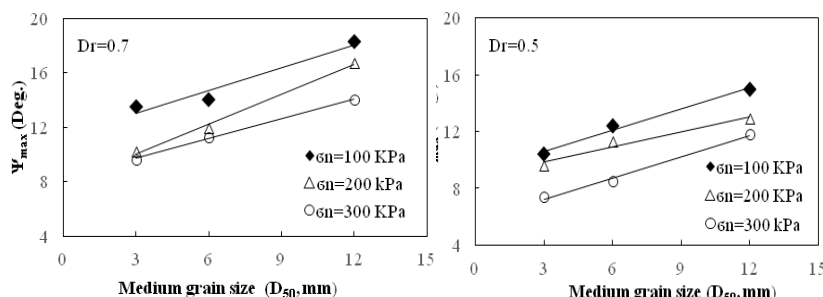 20
16
12
8
4
Dr=0.7
Ψmax (Deg.)
◆ σn=100 KPa
△ σn=200 kPa
○ σn=300 KPa
0 3 6 9 12 15
Medium grain size (D50,mm)
20
16
12
8
4
Dr=0.5
◆ σn=100 KPa
△ σn=200 KPa
○ σn=300 kPa
0 3 6 9 12 15
Medium grain size (D50,mm)